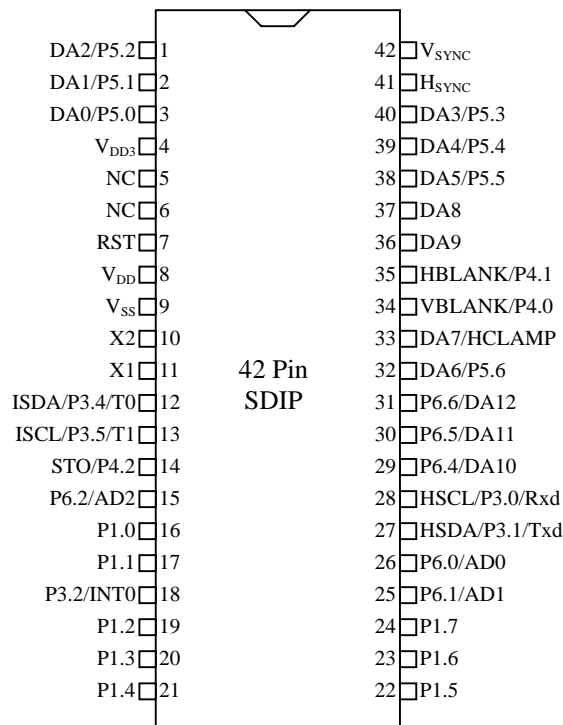 DA2/P5.2 1 42 VSYNC
DA1/P5.1 2 41 HSYNC
DA0/P5.0 3 40 DA3/P5.3
VDD3 4 39 DA4/P5.4
NC 5 38 DA5/P5.5
NC 6 37 DA8
RST 7 36 DA9
VDD 8 35 HBLANK/P4.1
VSS 9 34 VBLANK/P4.0
X2 10 33 DA7/HCLAMP
X1 11 42 Pin 32 DA6/P5.6
ISDA/P3.4/T0 12 SDIP 31 P6.6/DA12
ISCL/P3.5/T1 13 30 P6.5/DA11
STO/P4.2 14 29 P6.4/DA10
P6.2/AD2 15 28 HSCL/P3.0/Rxd
P1.0 16 27 HSDA/P3.1/Txd
P1.1 17 26 P6.0/AD0
P3.2/INT0 18 25 P6.1/AD1
P1.2 19 24 P1.7
P1.3 20 23 P1.6
P1.4 21 22 P1.5